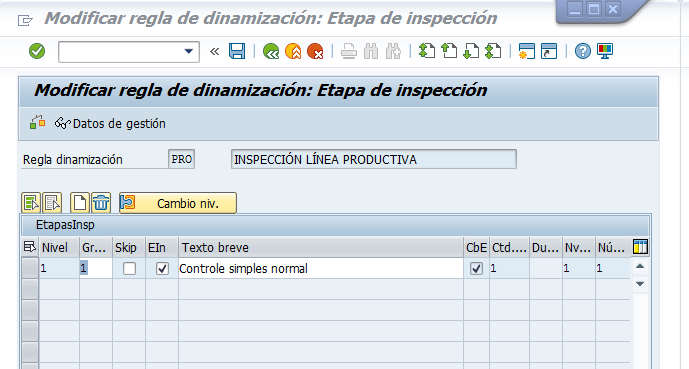 Modificar regla de dinamización: Etapa de inspección
Modificar regla de dinamización: Etapa de inspección
Datos de gestión
Regla dinamización PRO INSPECCIÓN LÍNEA PRODUCTIVA
Cambio niv.
EtapasInsp
Nivel Gr... Skip EIn Texto breve CbE Ctd.... Du... Nv... Nú...
1 1 Controle simples normal 1 1 1